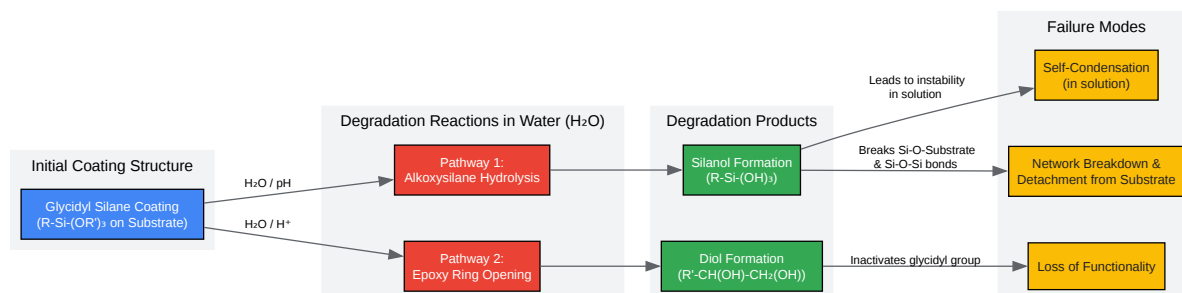 Initial Coating Structure
Glycidyl Silane Coating
(R-Si-(OR')₃ on Substrate)
H₂O / pH
H₂O / H⁺
Degradation Reactions in Water (H₂O)
Pathway 1:
Alkoxysilane Hydrolysis
Pathway 2:
Epoxy Ring Opening
Degradation Products
Silanol Formation
(R-Si-(OH)₃)
Diol Formation
(R'-CH(OH)-CH₂(OH))
Leads to instability
in solution
Breaks Si-O-Substrate
& Si-O-Si bonds
Inactivates glycidyl group
Failure Modes
Self-Condensation
(in solution)
Network Breakdown &
Detachment from Substrate
Loss of Functionality